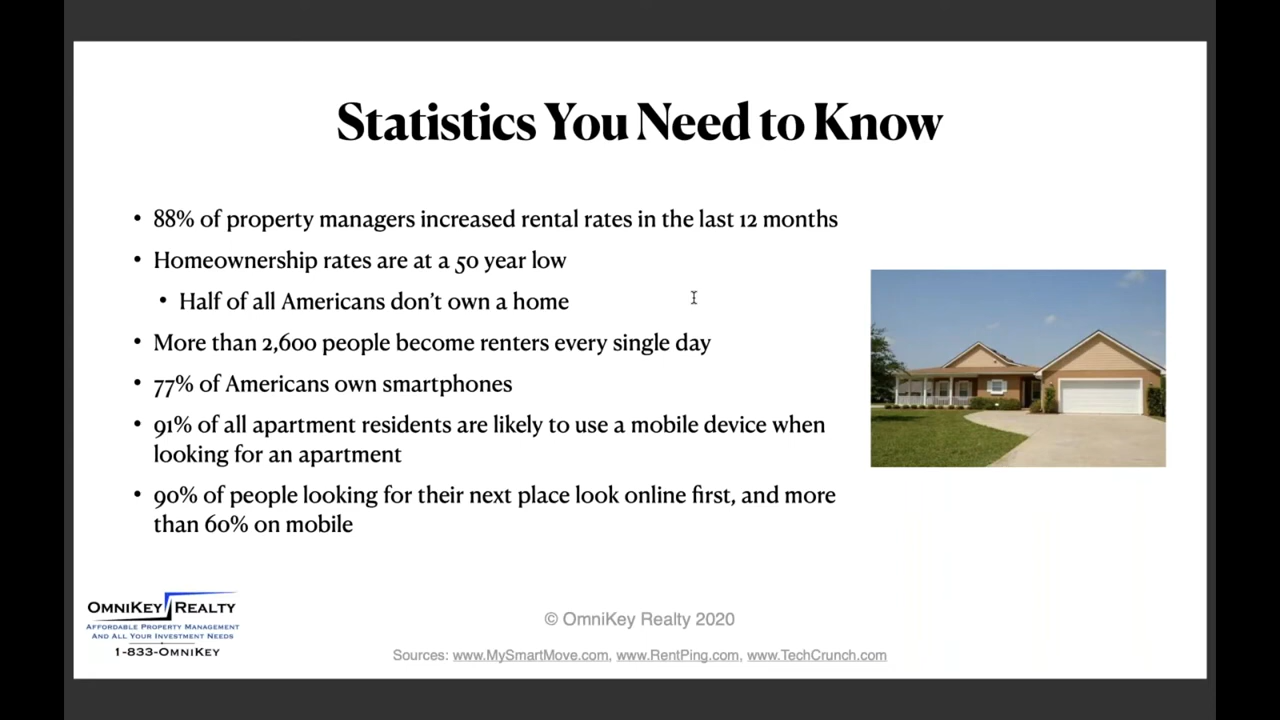 Statistics You Need to Know
• 88% of property managers increased rental rates in the last 12 months
• Homeownership rates are at a 50 year low
• Half of all Americans don’t own a home
• More than 2,600 people become renters every single day
• 77% of Americans own smartphones
• 91% of all apartment residents are likely to use a mobile device when
looking for an apartment
• 90% of people looking for their next place look online first, and more
than 60% on mobile
OMNIKEY REALTY
AFFORDABLE PROPERTY MANAGEMENT
AND ALL YOUR INVESTMENT NEEDS
1-833-OMNIKEY
© OmniKey Realty 2020
Sources: www.MySmartMove.com, www.RentPing.com, www.TechCrunch.com